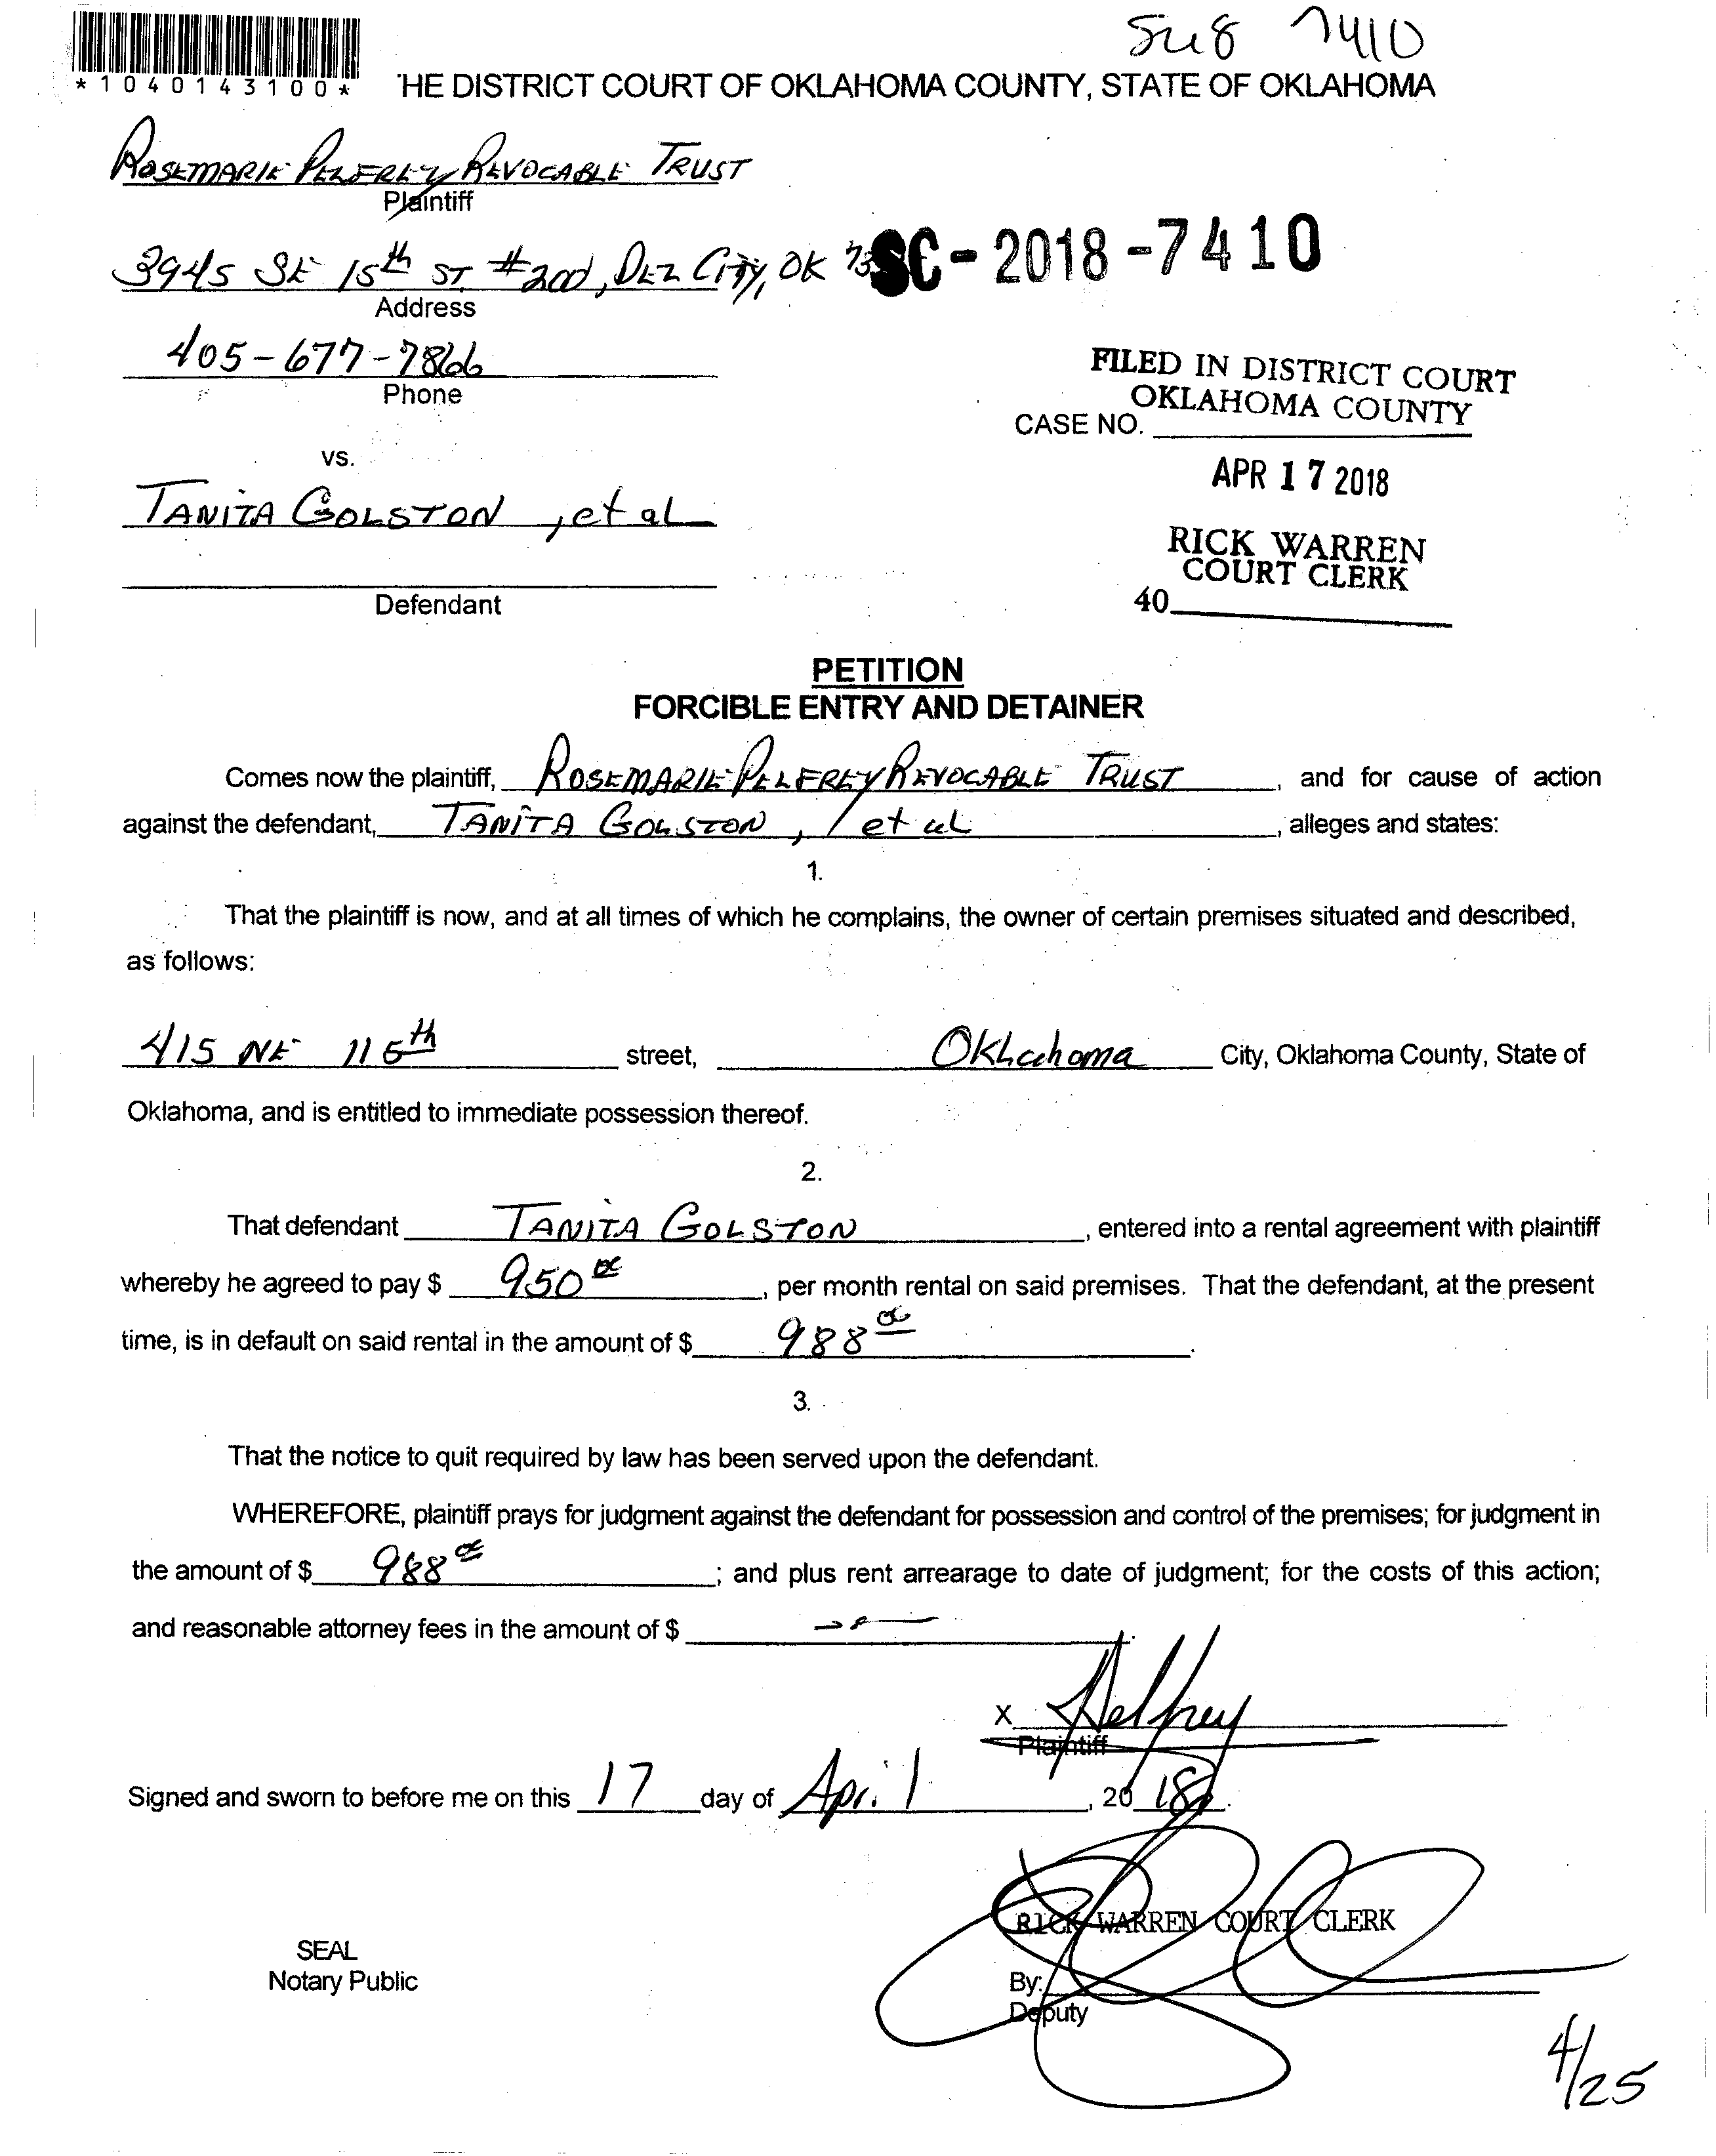 SC8 7410
*1040143100*
'HE DISTRICT COURT OF OKLAHOMA COUNTY, STATE OF OKLAHOMA
ROSEMARIE PELFREY REVOCABLE TRUST
Plaintiff
3945 SE 15th ST. #200, DEL CITY, OK 73
SC-2018-7410
Address
405-677-7866
Phone
FILED IN DISTRICT COURT
OKLAHOMA COUNTY
CASE NO.
vs.
APR 17 2018
TANITA GOLSTON, et al
RICK WARREN
COURT CLERK
40
Defendant
PETITION
FORCIBLE ENTRY AND DETAINER
Comes now the plaintiff, ROSEMARIE PELFREY REVOCABLE TRUST, and for cause of action
against the defendant, TANITA GOLSTON, et al, alleges and states:
1.
That the plaintiff is now, and at all times of which he complains, the owner of certain premises situated and described,
as follows:
415 NE 115th street, Oklahoma City, Oklahoma County, State of
Oklahoma, and is entitled to immediate possession thereof.
2.
That defendant TANITA GOLSTON, entered into a rental agreement with plaintiff
whereby he agreed to pay $ 950 00, per month rental on said premises. That the defendant, at the present
time, is in default on said rental in the amount of $ 988 00.
3.
That the notice to quit required by law has been served upon the defendant.
WHEREFORE, plaintiff prays for judgment against the defendant for possession and control of the premises; for judgment in
the amount of $ 988 00; and plus rent arrearage to date of judgment; for the costs of this action;
and reasonable attorney fees in the amount of $
X Pelfrey
Plaintiff
Signed and sworn to before me on this 17 day of April, 2018.
RICK WARREN COURT CLERK
SEAL
Notary Public
By:
Deputy
4/25